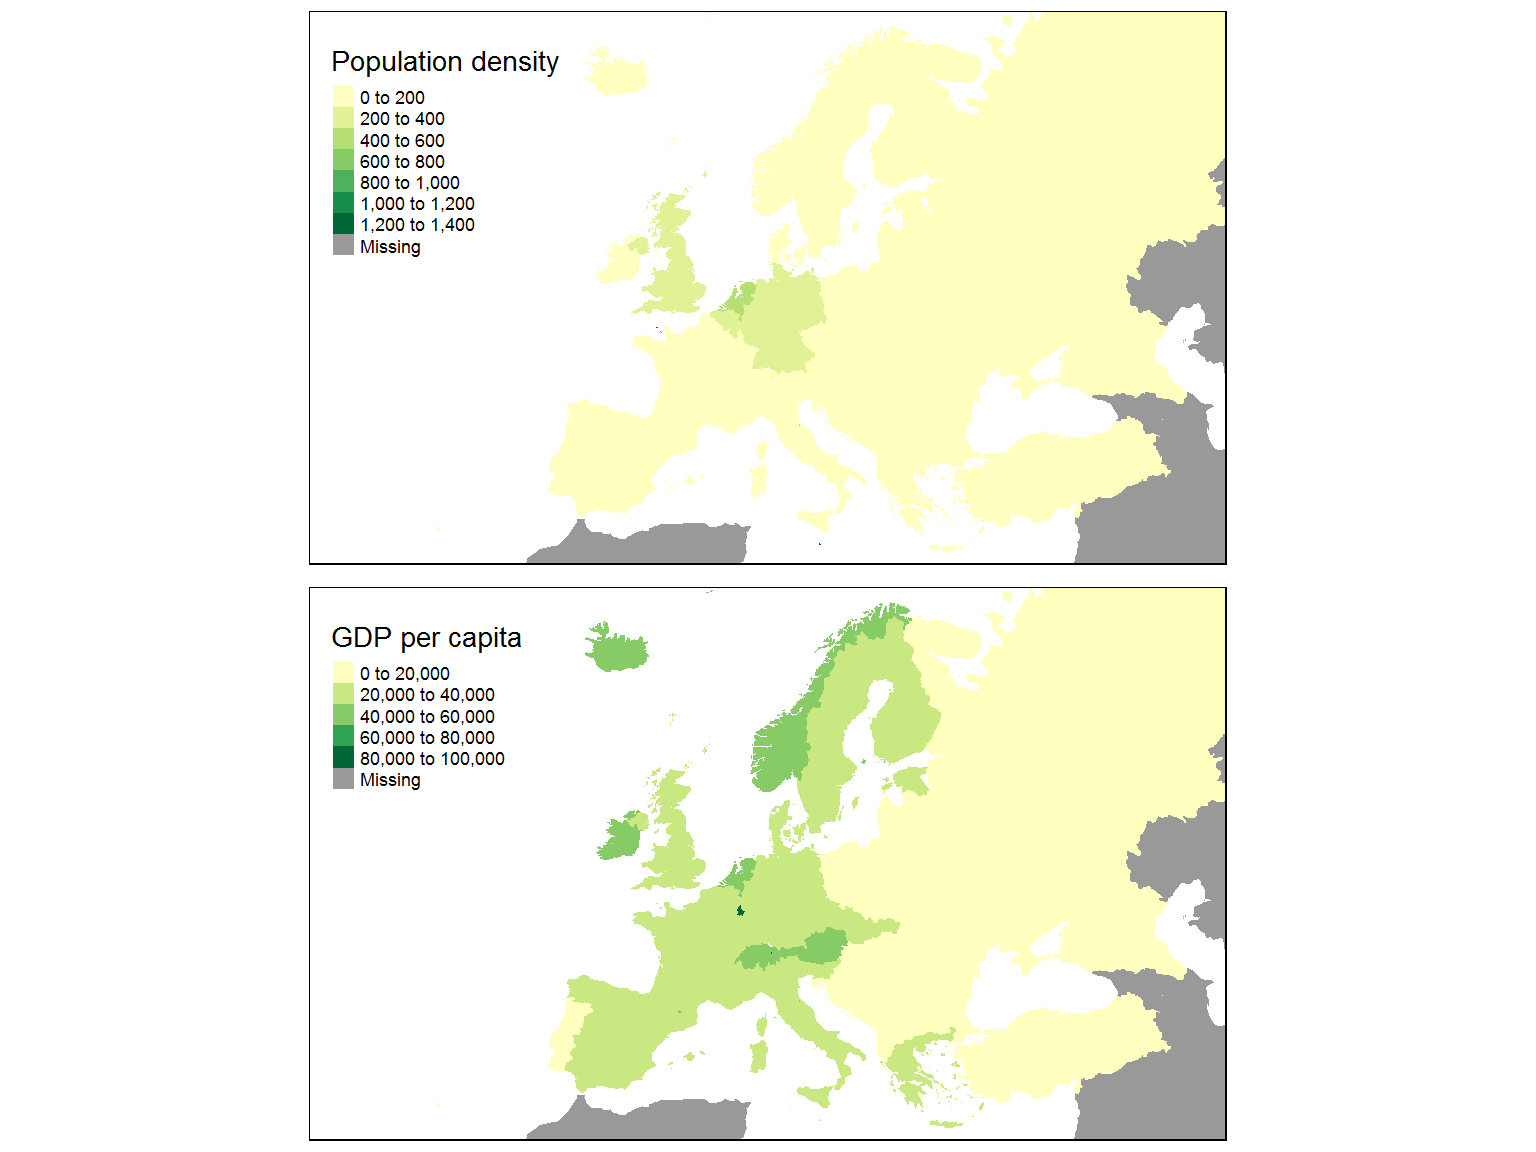 Population density
0 to 200
200 to 400
400 to 600
600 to 800
800 to 1,000
1,000 to 1,200
1,200 to 1,400
Missing
GDP per capita
0 to 20,000
20,000 to 40,000
40,000 to 60,000
60,000 to 80,000
80,000 to 100,000
Missing